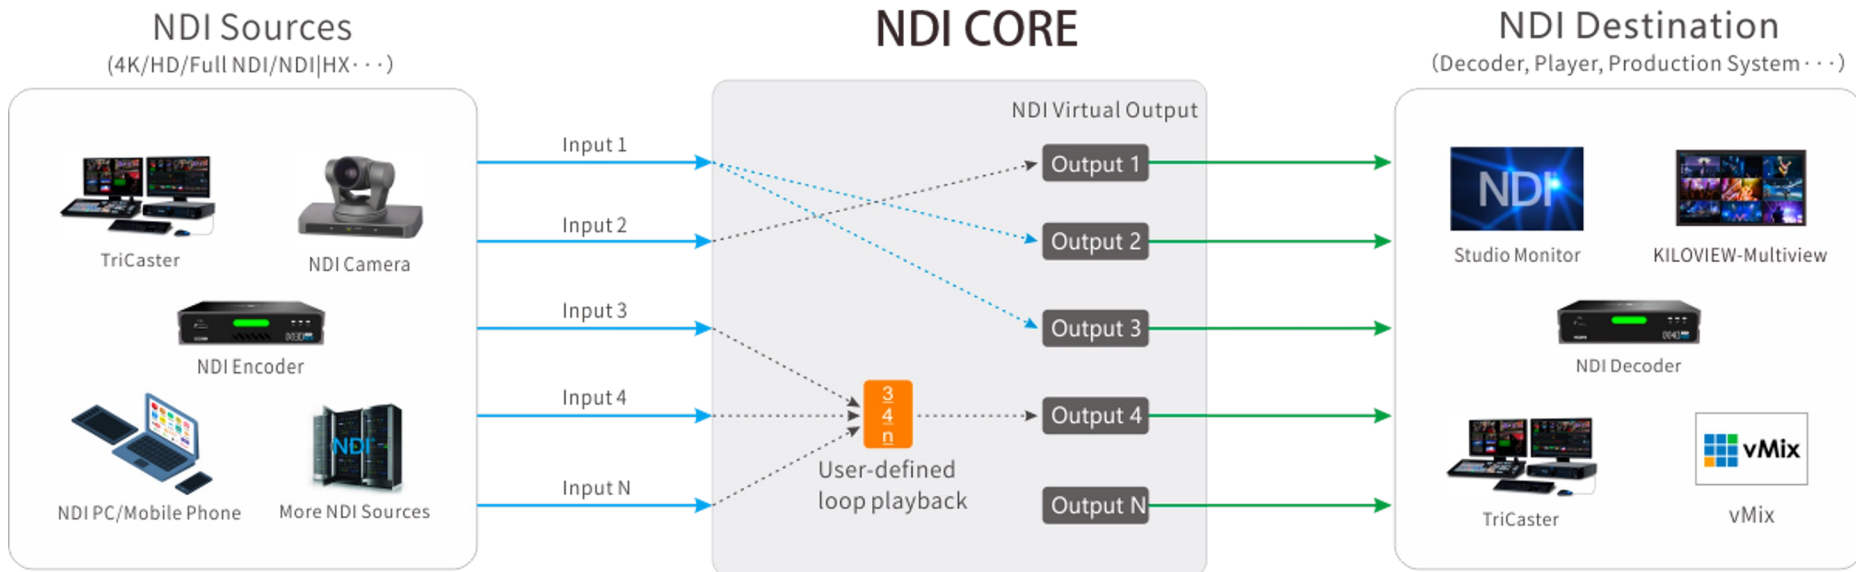 NDI Sources
(4K/HD/Full NDI/NDI|HX···)
TriCaster
NDI Camera
NDI Encoder
NDI
NDI PC/Mobile Phone
More NDI Sources
Input 1
Input 2
Input 3
Input 4
Input N
NDI CORE
NDI Virtual Output
Output 1
Output 2
Output 3
3
4
n
Output 4
User-defined
loop playback
Output N
NDI Destination
(Decoder, Player, Production System···)
NDI
Studio Monitor
KILOVIEW-Multiview
NDI Decoder
TriCaster
vMix
vMix